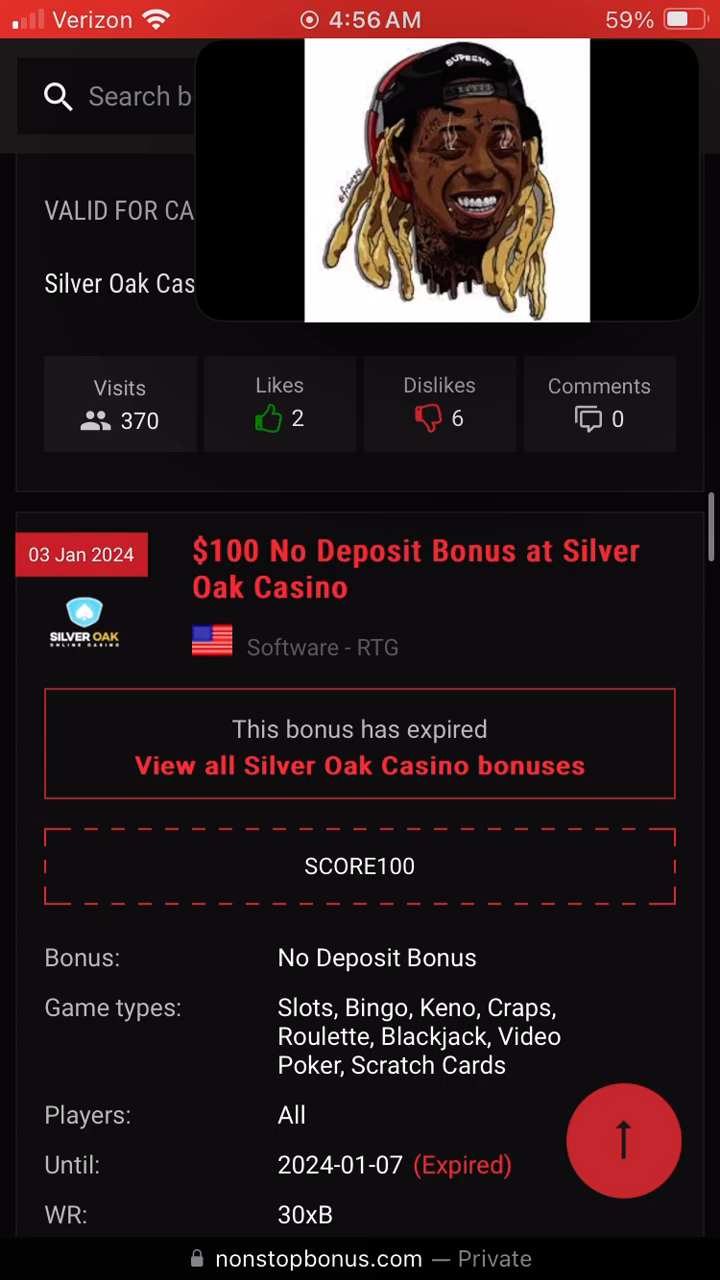 Verizon 4:56 AM 59%
SUPREME
Search b
VALID FOR CA
Silver Oak Cas
Visits
370
Likes
2
Dislikes
6
Comments
0
03 Jan 2024
$100 No Deposit Bonus at Silver
Oak Casino
SILVER OAK
ONLINE CASINO
Software - RTG
This bonus has expired
View all Silver Oak Casino bonuses
SCORE100
Bonus: No Deposit Bonus
Game types: Slots, Bingo, Keno, Craps,
Roulette, Blackjack, Video
Poker, Scratch Cards
Players: All
Until: 2024-01-07 (Expired)
WR: 30xB
nonstopbonus.com — Private